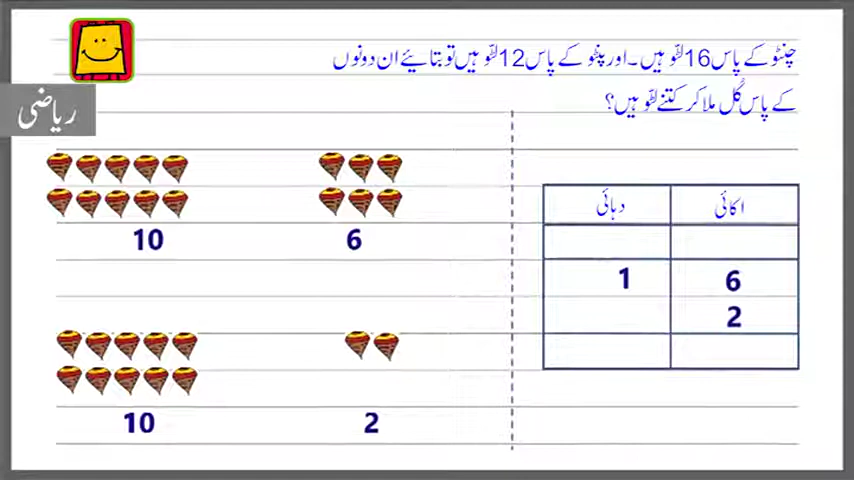 چنٹو کے پاس 16 لٹو ہیں۔ اور پنٹو کے پاس 12 لٹو ہیں تو بتایئے ان دونوں
کے پاس کُل ملا کر کتنے لٹو ہیں؟
ریاضی
10 6
دہائی اکائی
1 6
2
10 2